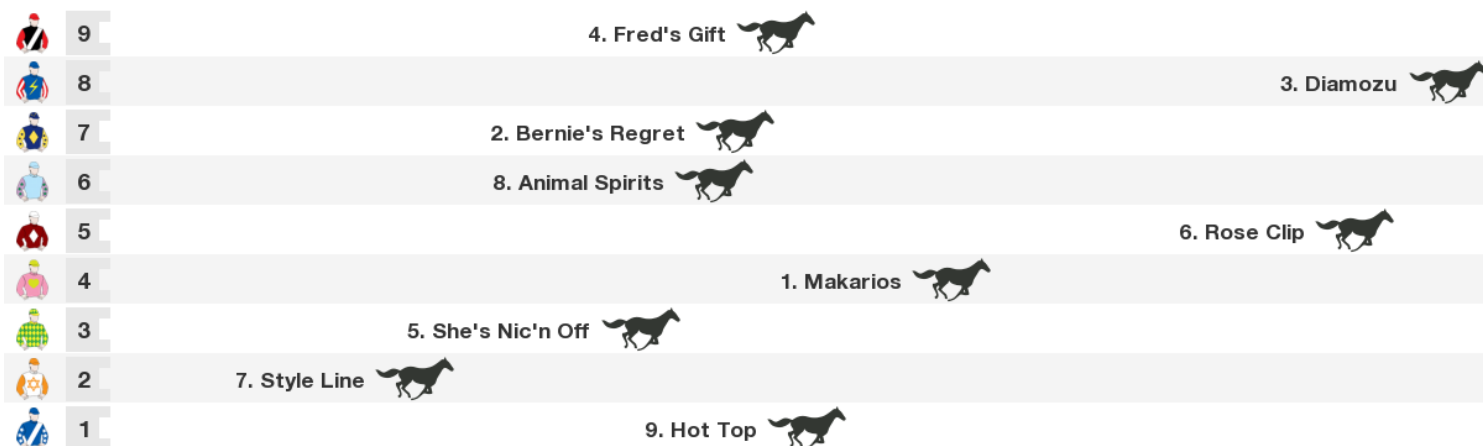 9 4. Fred's Gift
8 3. Diamozu
7 2. Bernie's Regret
6 8. Animal Spirits
5 6. Rose Clip
4 1. Makarios
3 5. She's Nic'n Off
2 7. Style Line
1 9. Hot Top